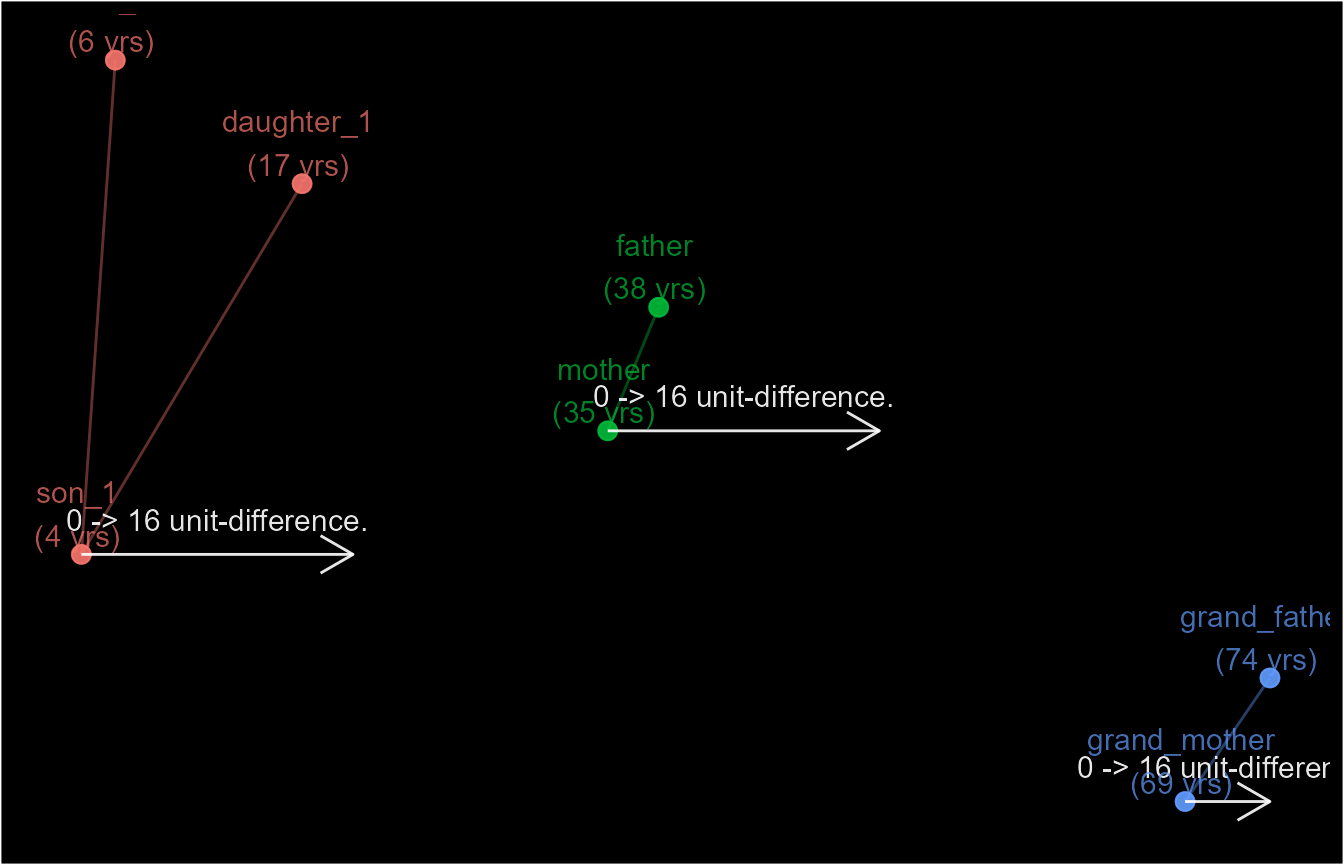 (6 yrs)
daughter_1
(17 yrs)
father
(38 yrs)
mother
0 -> 16 unit-difference.
(35 yrs)
son_1
0 -> 16 unit-difference.
(4 yrs)
grand_fathe
(74 yrs)
grand_mother
0 -> 16 unit-differen
(69 yrs)